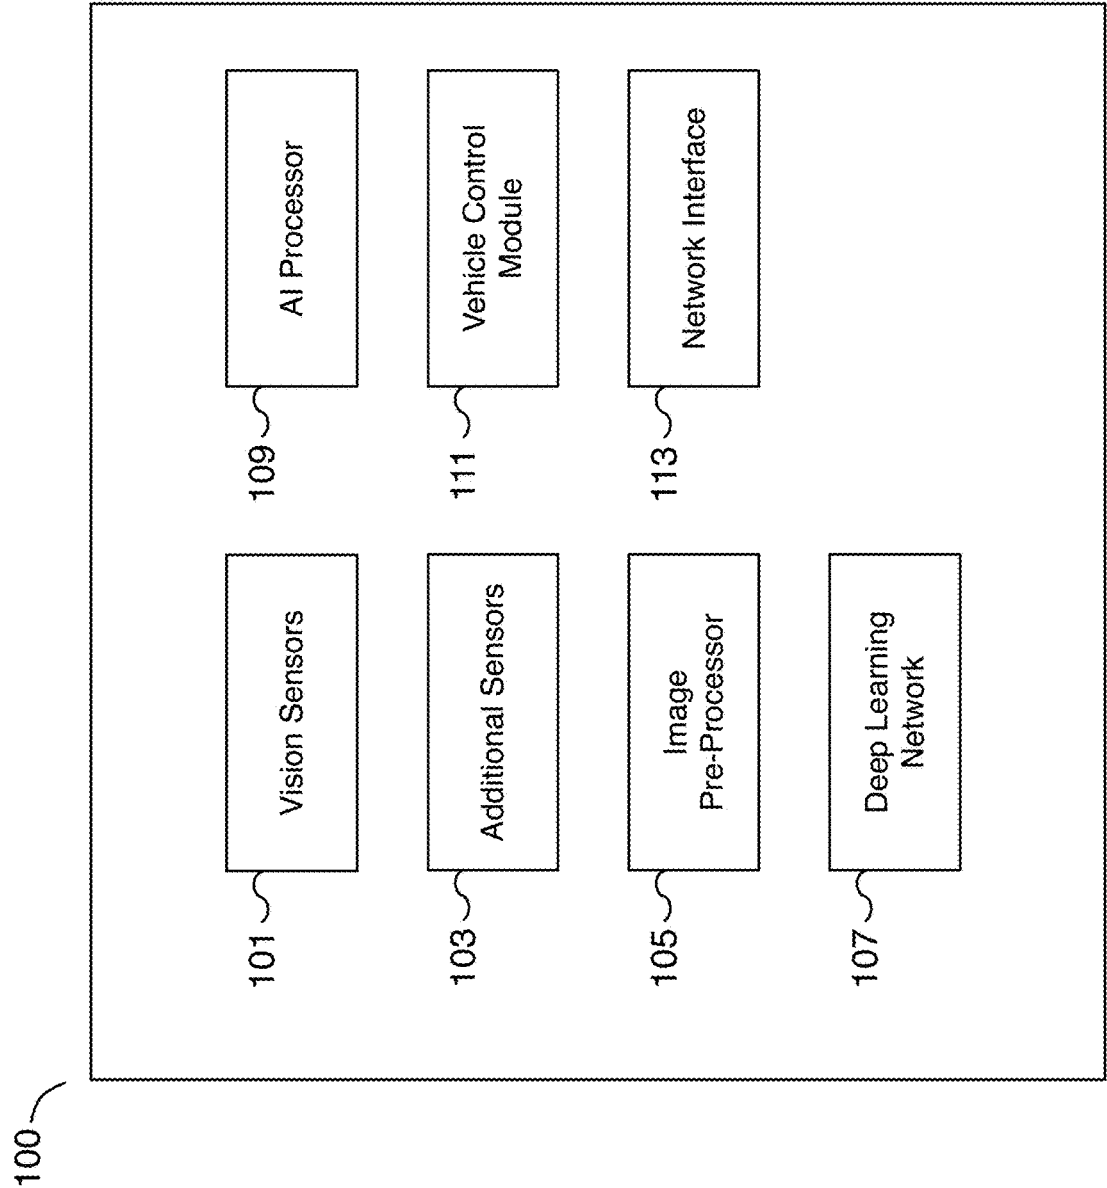 100
101
Vision Sensors
103
Additional Sensors
105
Image
Pre-Processor
107
Deep Learning
Network
109
AI Processor
111
Vehicle Control
Module
113
Network Interface